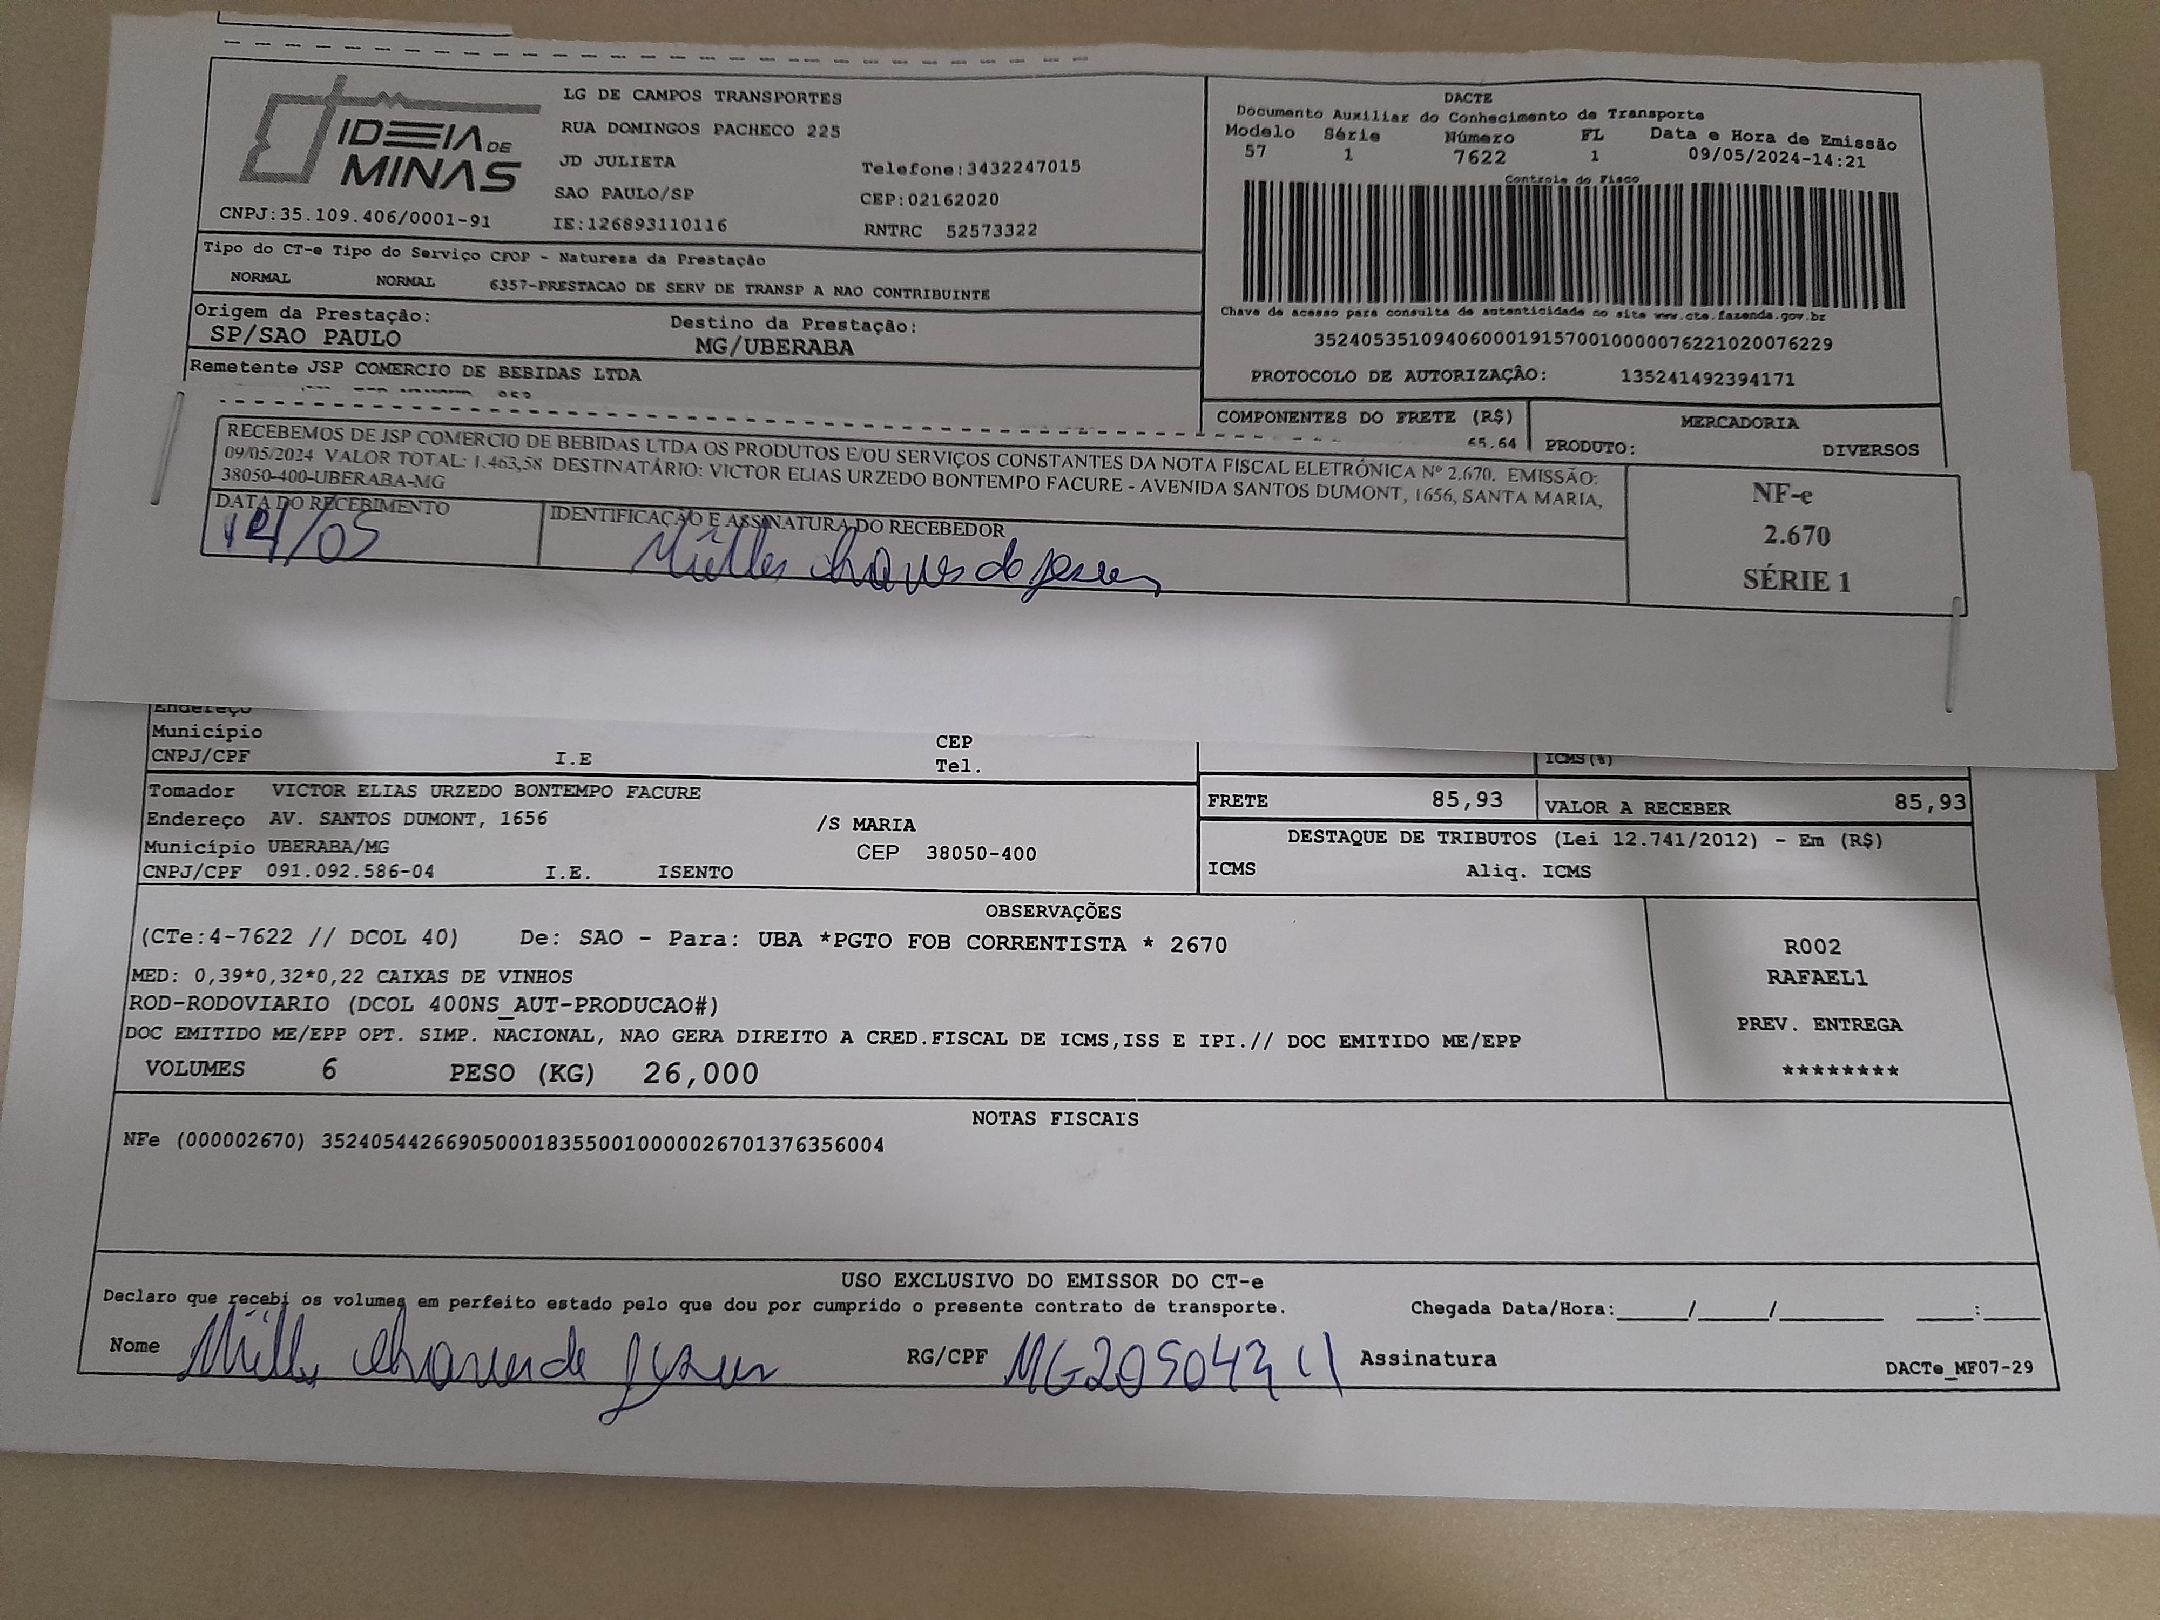 IDEIA DE
MINAS
CNPJ:35.109.406/0001-91
LG DE CAMPOS TRANSPORTES
RUA DOMINGOS PACHECO 225
JD JULIETA
Telefone:3432247015
SAO PAULO/SP
CEP:02162020
IE:126893110116
RNTRC 52573322
DACTE
Documento Auxiliar do Conhecimento de Transporte
Modelo Série Número FL Data e Hora de Emissão
57 1 7622 1 09/05/2024-14:21
Controle do Fisco
Chave de acesso para consulta de autenticidade no site www.cte.fazenda.gov.br
35240535109406000191570010000076221020076229
PROTOCOLO DE AUTORIZAÇÃO: 135241492394171
Tipo do CT-e Tipo do Serviço CFOP - Natureza da Prestação
NORMAL NORMAL 6357-PRESTACAO DE SERV DE TRANSP A NAO CONTRIBUINTE
Origem da Prestação: Destino da Prestação:
SP/SAO PAULO MG/UBERABA
Remetente JSP COMERCIO DE BEBIDAS LTDA
COMPONENTES DO FRETE (R$) MERCADORIA
65.64 PRODUTO: DIVERSOS
RECEBEMOS DE JSP COMERCIO DE BEBIDAS LTDA OS PRODUTOS E/OU SERVIÇOS CONSTANTES DA NOTA FISCAL ELETRÔNICA Nº 2.670. EMISSÃO:
09/05/2024 VALOR TOTAL: 1.463,58 DESTINATÁRIO: VICTOR ELIAS URZEDO BONTEMPO FACURE - AVENIDA SANTOS DUMONT, 1656, SANTA MARIA,
38050-400-UBERABA-MG
DATA DO RECEBIMENTO IDENTIFICAÇÃO E ASSINATURA DO RECEBEDOR
14/05
NF-e
2.670
SÉRIE 1
Endereço
Município CEP
CNPJ/CPF I.E Tel.
ICMS(%)
Tomador VICTOR ELIAS URZEDO BONTEMPO FACURE
Endereço AV. SANTOS DUMONT, 1656 /S MARIA
Município UBERABA/MG CEP 38050-400
CNPJ/CPF 091.092.586-04 I.E. ISENTO
FRETE 85,93 VALOR A RECEBER 85,93
DESTAQUE DE TRIBUTOS (Lei 12.741/2012) - Em (R$)
ICMS Aliq. ICMS
OBSERVAÇÕES
(CTe:4-7622 // DCOL 40) De: SAO - Para: UBA *PGTO FOB CORRENTISTA * 2670
MED: 0,39*0,32*0,22 CAIXAS DE VINHOS
ROD-RODOVIARIO (DCOL 400NS_AUT-PRODUCAO#)
DOC EMITIDO ME/EPP OPT. SIMP. NACIONAL, NAO GERA DIREITO A CRED.FISCAL DE ICMS,ISS E IPI.// DOC EMITIDO ME/EPP
VOLUMES 6 PESO (KG) 26,000
R002
RAFAEL1
PREV. ENTREGA
********
NOTAS FISCAIS
NFe (000002670) 35240544266905000183550010000026701376356004
USO EXCLUSIVO DO EMISSOR DO CT-e
Declaro que recebi os volumes em perfeito estado pelo que dou por cumprido o presente contrato de transporte. Chegada Data/Hora:_____/_____/_______ ____:____
Nome RG/CPF Assinatura
DACTe_MF07-29